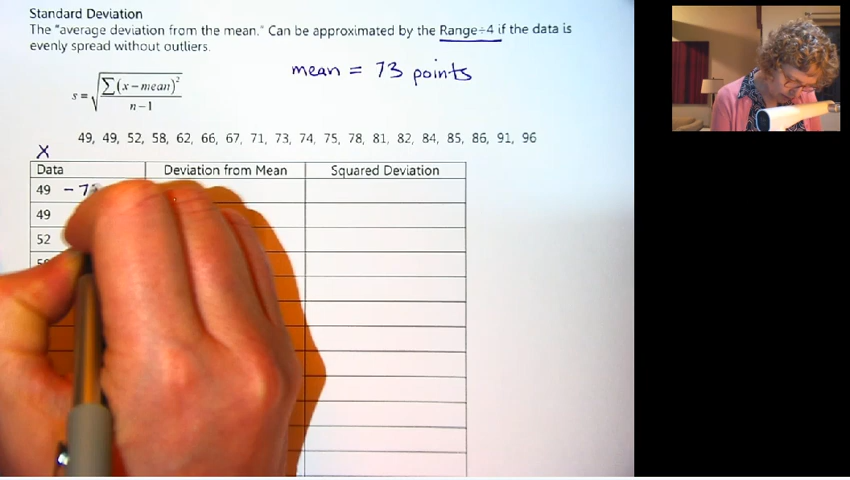 Standard Deviation
The "average deviation from the mean." Can be approximated by the Range÷4 if the data is
evenly spread without outliers.
mean = 73 points
s = √( ∑(x−mean)² / n−1 )
49, 49, 52, 58, 62, 66, 67, 71, 73, 74, 75, 78, 81, 82, 84, 85, 86, 91, 96
X
Data Deviation from Mean Squared Deviation
49 – 7
49
52